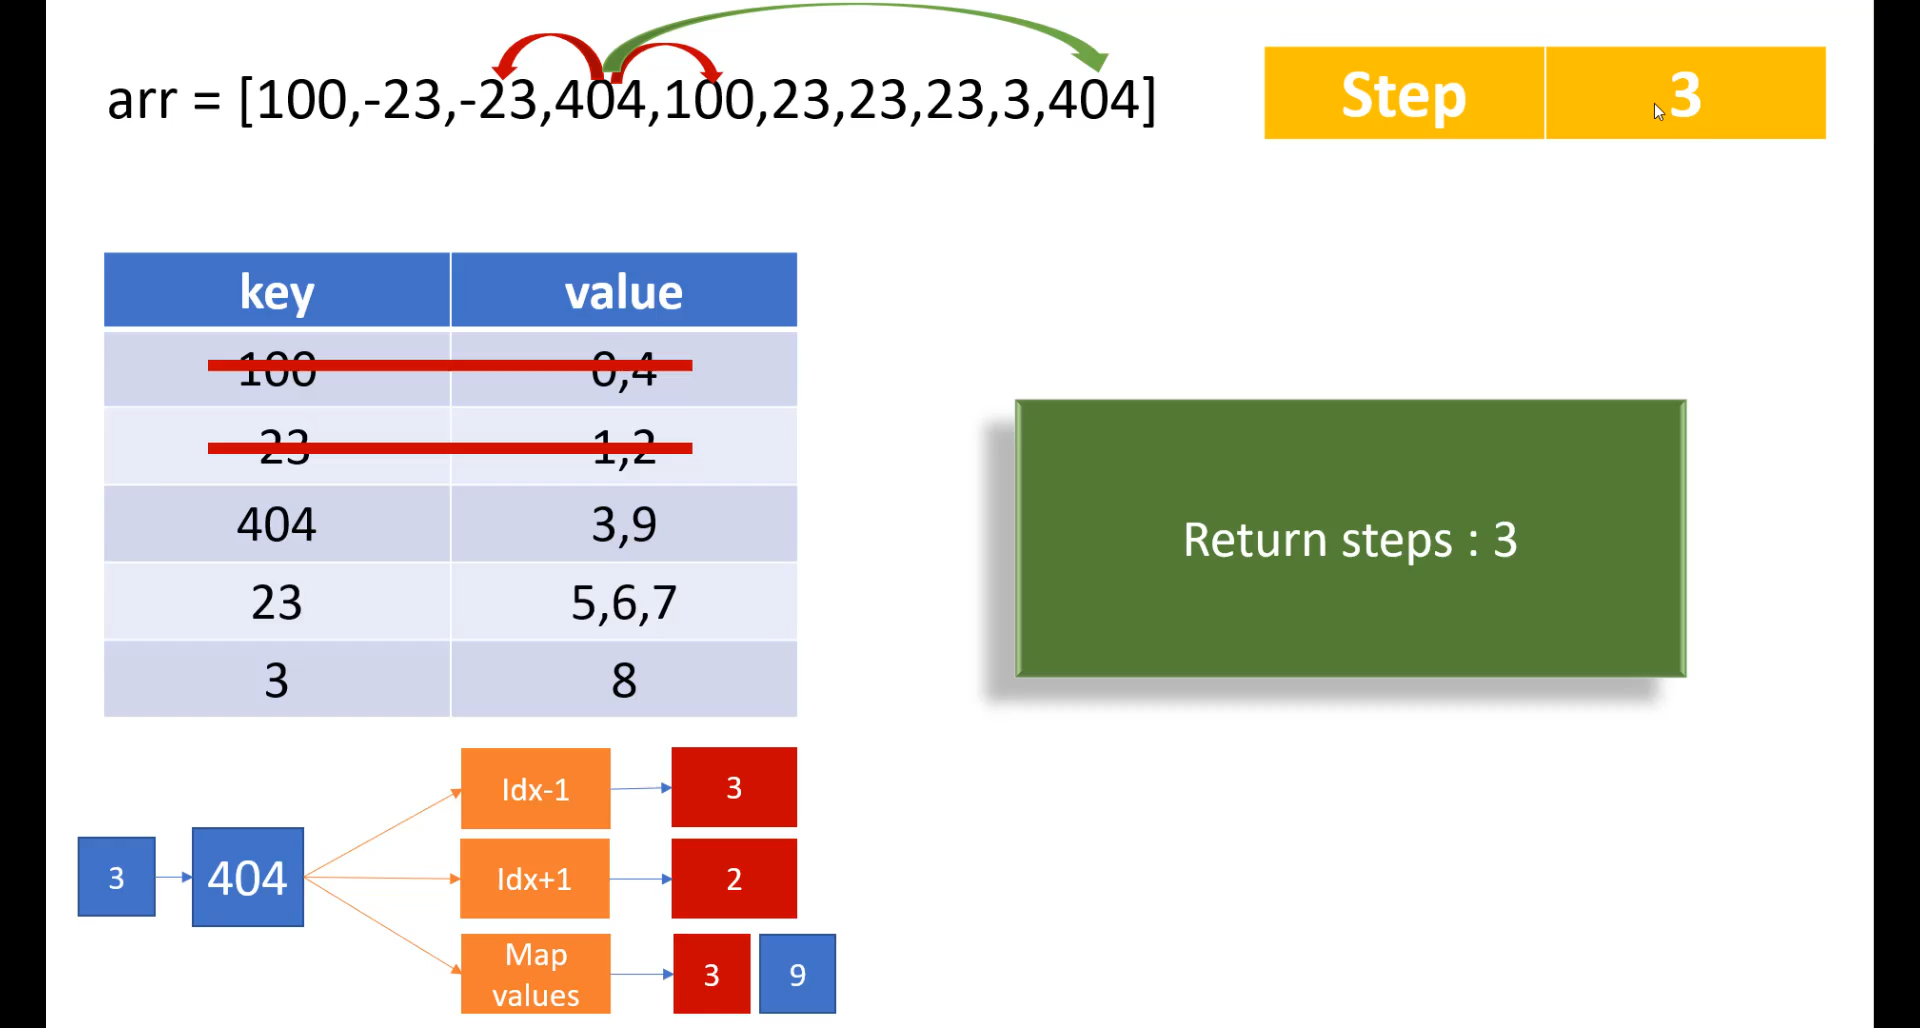 arr = [100,-23,-23,404,100,23,23,23,3,404]
Step 3
key value
100 0,4
23 1,2
404 3,9
23 5,6,7
3 8
Return steps : 3
Idx-1 3
3 404 Idx+1 2
Map values 3 9